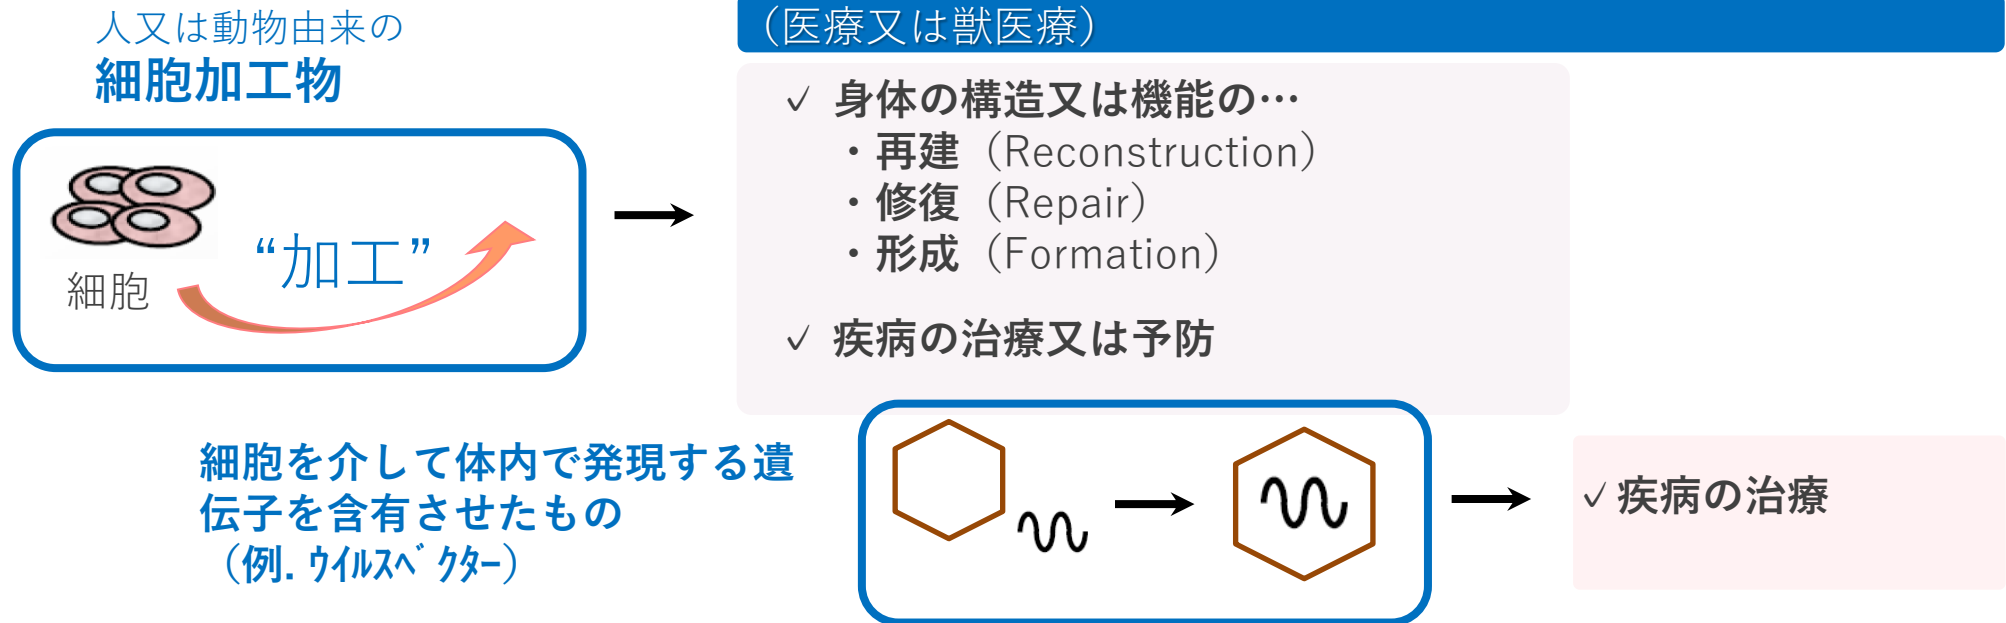 人又は動物由来の
細胞加工物
細胞
“加工”
（医療又は獣医療）
✓ 身体の構造又は機能の…
・再建（Reconstruction）
・修復（Repair）
・形成（Formation）
✓ 疾病の治療又は予防
細胞を介して体内で発現する遺
伝子を含有させたもの
（例. ｳｲﾙｽﾍﾞｸﾀｰ）
✓ 疾病の治療